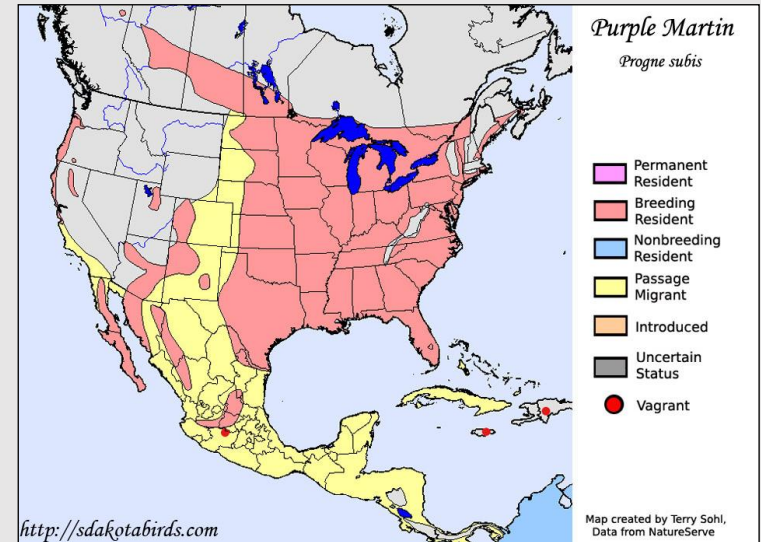 Purple Martin
Progne subis
Permanent
Resident
Breeding
Resident
Nonbreeding
Resident
Passage
Migrant
Introduced
Uncertain
Status
Vagrant
http://sdakotabirds.com
Map created by Terry Sohl,
Data from NatureServe